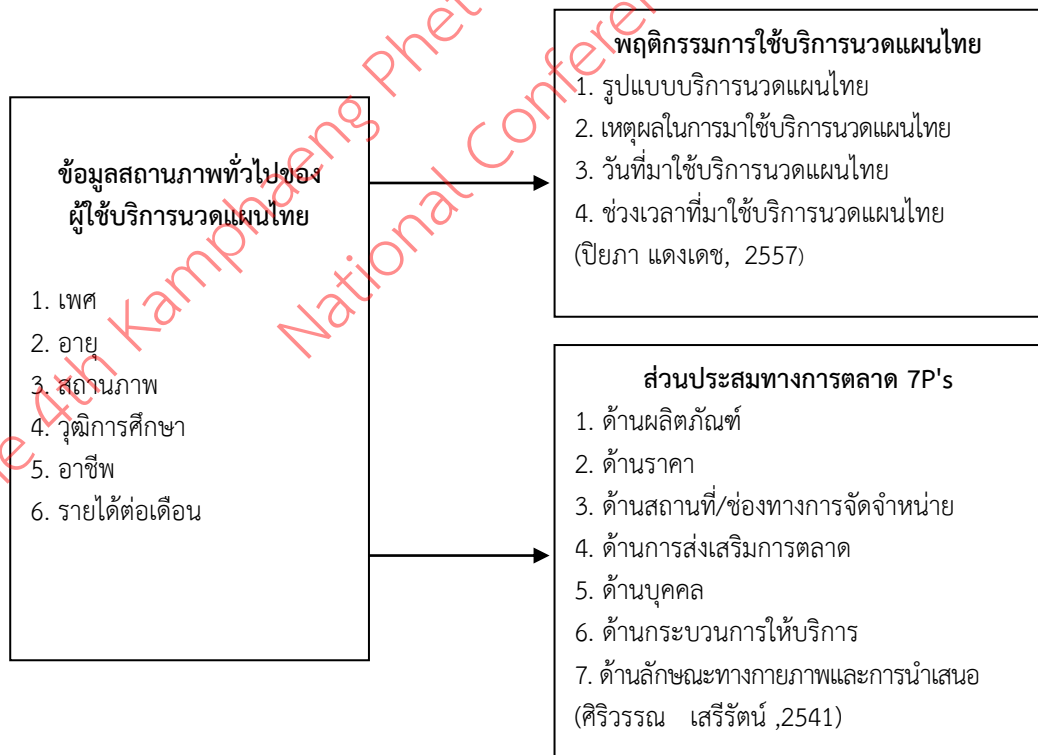 ข้อมูลสถานภาพทั่วไปของ
ผู้ใช้บริการนวดแผนไทย
1. เพศ
2. อายุ
3. สถานภาพ
4. วุฒิการศึกษา
5. อาชีพ
6. รายได้ต่อเดือน
พฤติกรรมการใช้บริการนวดแผนไทย
1. รูปแบบบริการนวดแผนไทย
2. เหตุผลในการมาใช้บริการนวดแผนไทย
3. วันที่มาใช้บริการนวดแผนไทย
4. ช่วงเวลาที่มาใช้บริการนวดแผนไทย
(ปิยภา แดงเดช, 2557)
ส่วนประสมทางการตลาด 7P's
1. ด้านผลิตภัณฑ์
2. ด้านราคา
3. ด้านสถานที่/ช่องทางการจัดจำหน่าย
4. ด้านการส่งเสริมการตลาด
5. ด้านบุคคล
6. ด้านกระบวนการให้บริการ
7. ด้านลักษณะทางกายภาพและการนำเสนอ
(ศิริวรรณ เสรีรัตน์ ,2541)
4th Kamphaeng Phet
National